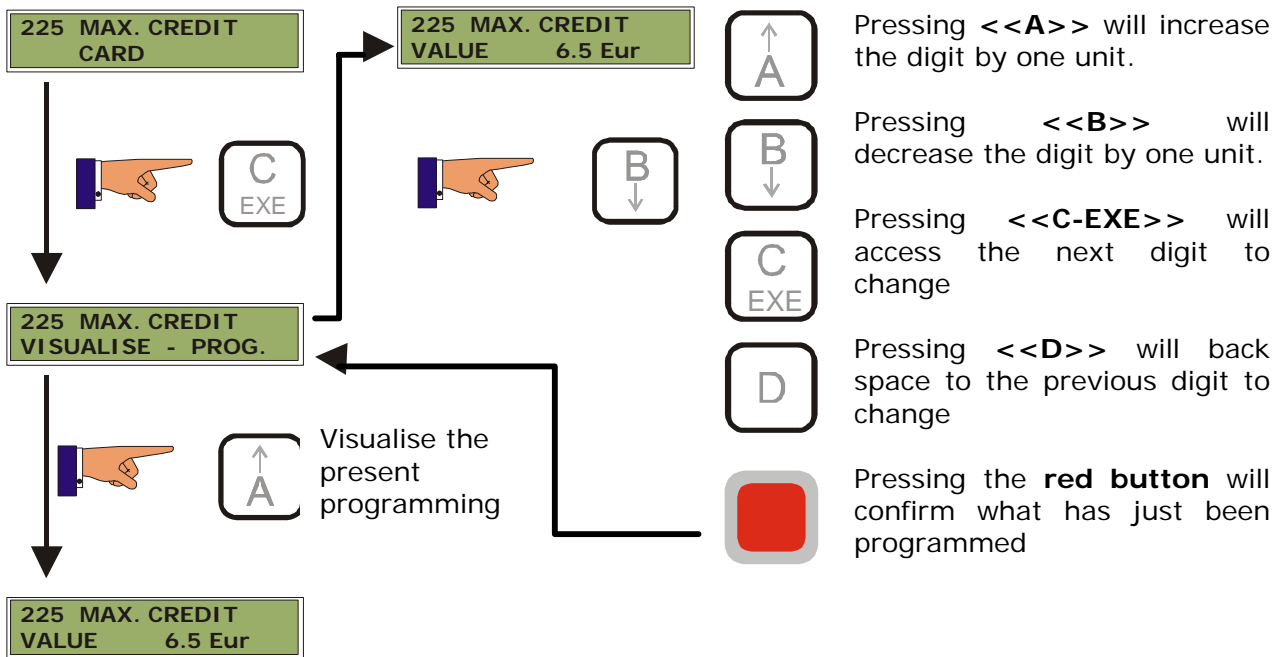 225 MAX. CREDIT
CARD
C
EXE
225 MAX. CREDIT
VISUALISE - PROG.
A
Visualise the
present
programming
225 MAX. CREDIT
VALUE 6.5 Eur
225 MAX. CREDIT
VALUE 6.5 Eur
B
A
Pressing <<A>> will increase
the digit by one unit.
B
Pressing <<B>> will
decrease the digit by one unit.
C
EXE
Pressing <<C-EXE>> will
access the next digit to
change
D
Pressing <<D>> will back
space to the previous digit to
change
Pressing the red button will
confirm what has just been
programmed